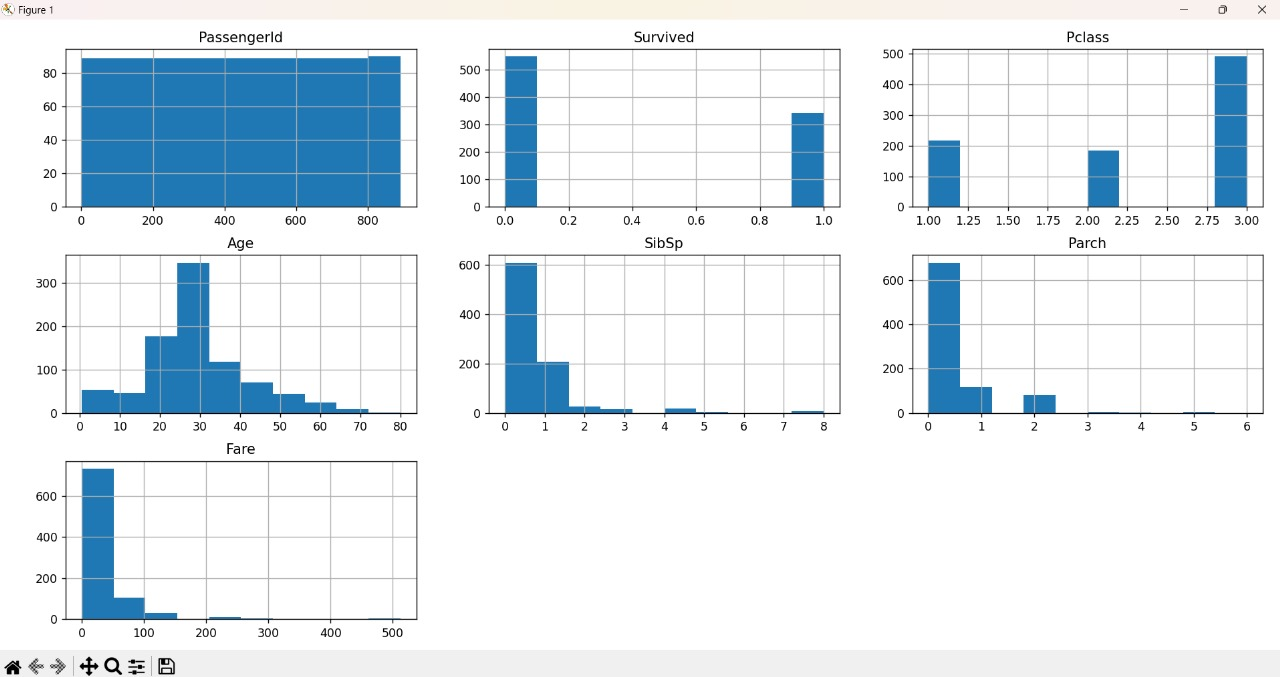 Figure 1
PassengerId
Survived
Pclass
80
60
40
20
0
0 200 400 600 800
500
400
300
200
100
0
0.0 0.2 0.4 0.6 0.8 1.0
500
400
300
200
100
0
1.00 1.25 1.50 1.75 2.00 2.25 2.50 2.75 3.00
Age
SibSp
Parch
300
200
100
0
0 10 20 30 40 50 60 70 80
600
400
200
0
0 1 2 3 4 5 6 7 8
600
400
200
0
0 1 2 3 4 5 6
Fare
600
400
200
0
0 100 200 300 400 500